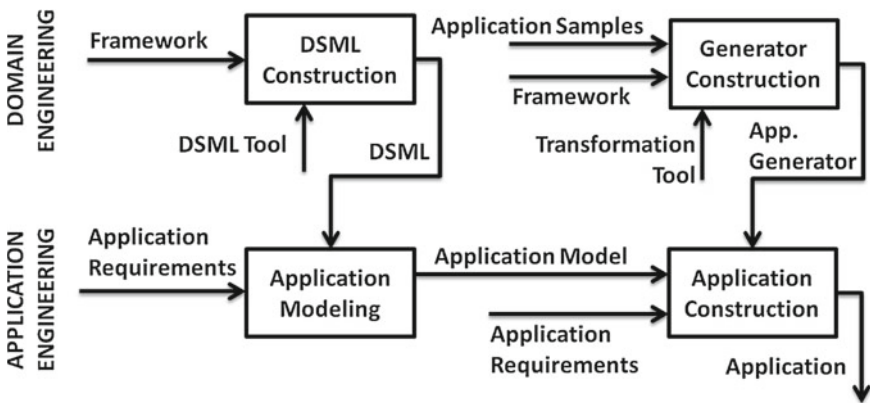 DOMAIN
ENGINEERING
Framework
DSML
Construction
DSML Tool
DSML
Application Samples
Framework
Generator
Construction
Transformation
Tool
App.
Generator
APPLICATION
ENGINEERING
Application
Requirements
Application
Modeling
Application Model
Application
Requirements
Application
Construction
Application